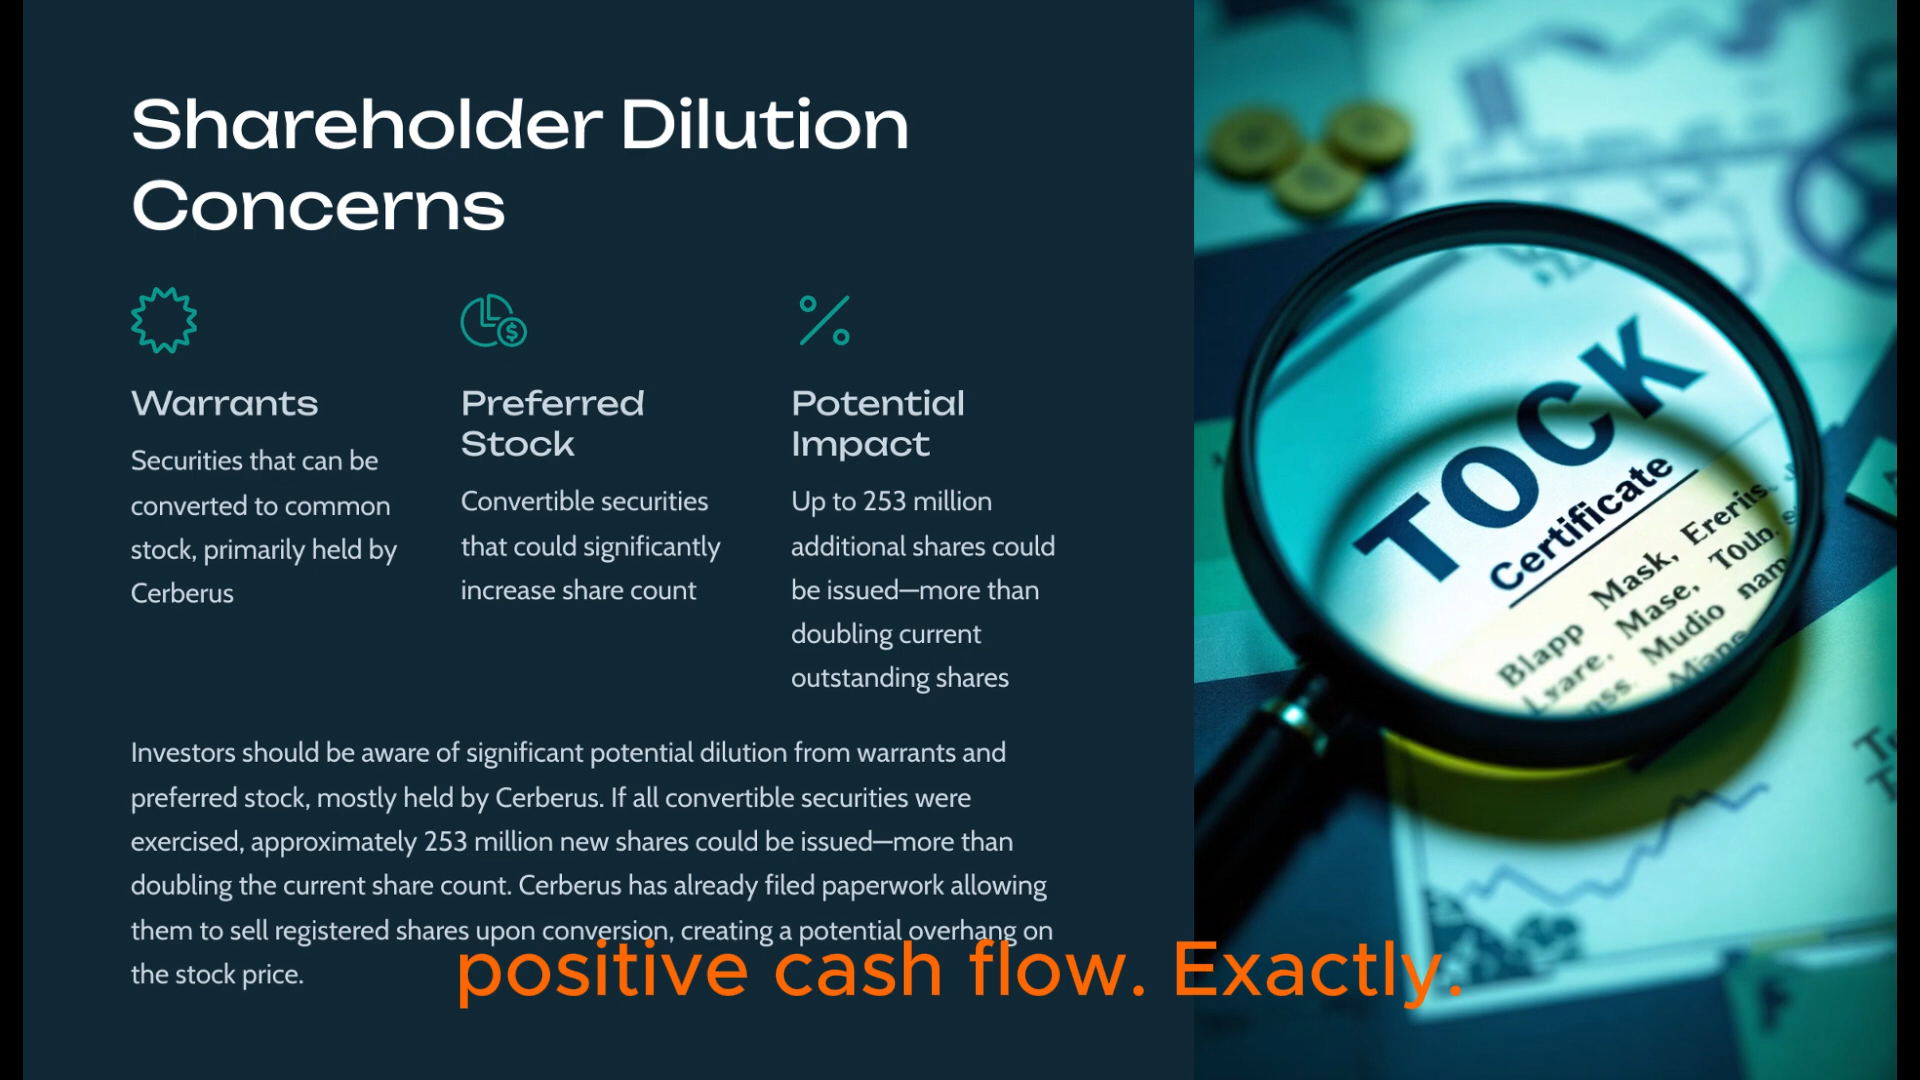 Shareholder Dilution
Concerns
Warrants
Securities that can be
converted to common
stock, primarily held by
Cerberus
Preferred
Stock
Convertible securities
that could significantly
increase share count
Potential
Impact
Up to 253 million
additional shares could
be issued—more than
doubling current
outstanding shares
Investors should be aware of significant potential dilution from warrants and
preferred stock, mostly held by Cerberus. If all convertible securities were
exercised, approximately 253 million new shares could be issued—more than
doubling the current share count. Cerberus has already filed paperwork allowing
them to sell registered shares upon conversion, creating a potential overhang on
the stock price.
positive cash flow. Exactly.
TOCK
Certificate
Blapp Mask,
Lyare. Mase,
Mudio